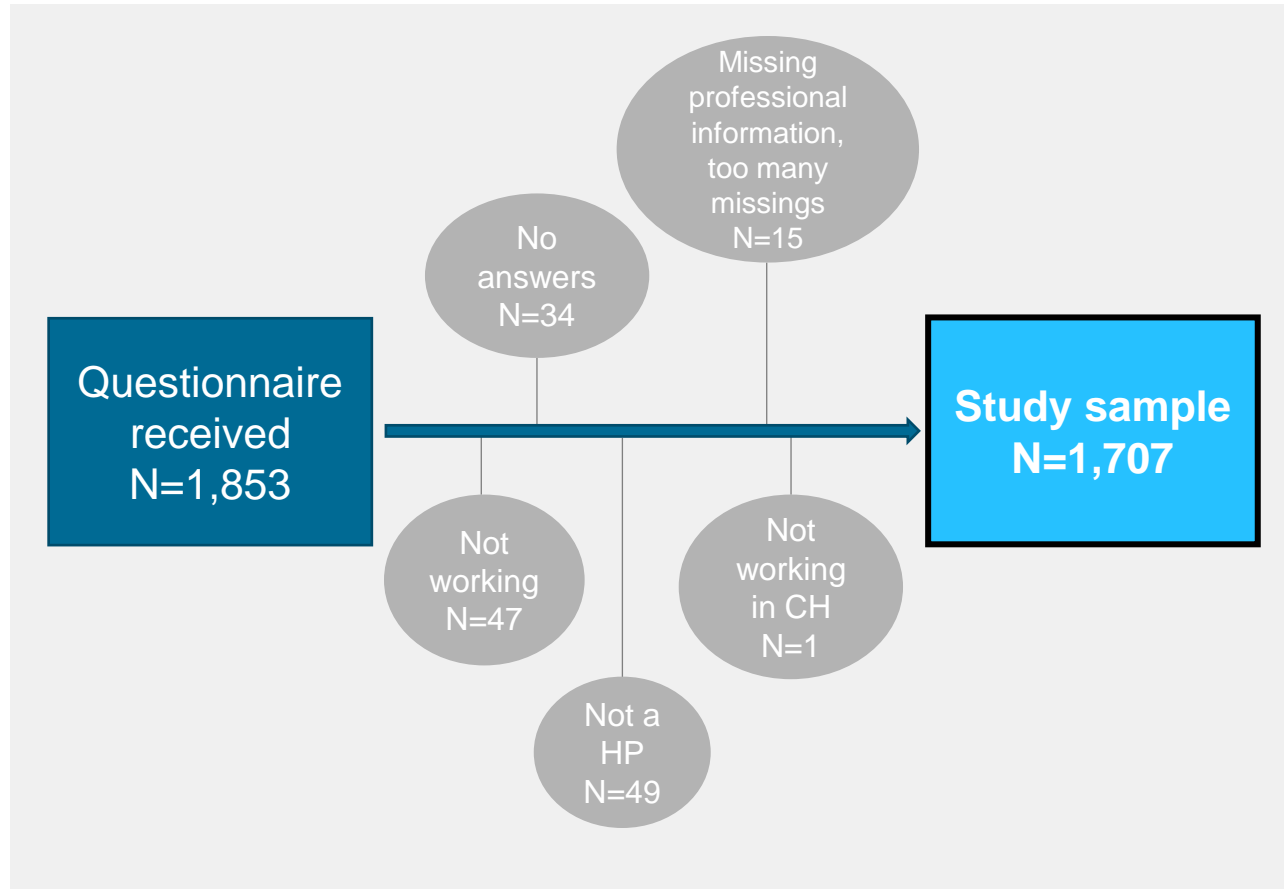 Questionnaire
received
N=1,853
No
answers
N=34
Missing
professional
information,
too many
missings
N=15
Not
working
N=47
Not a
HP
N=49
Not
working
in CH
N=1
Study sample
N=1,707